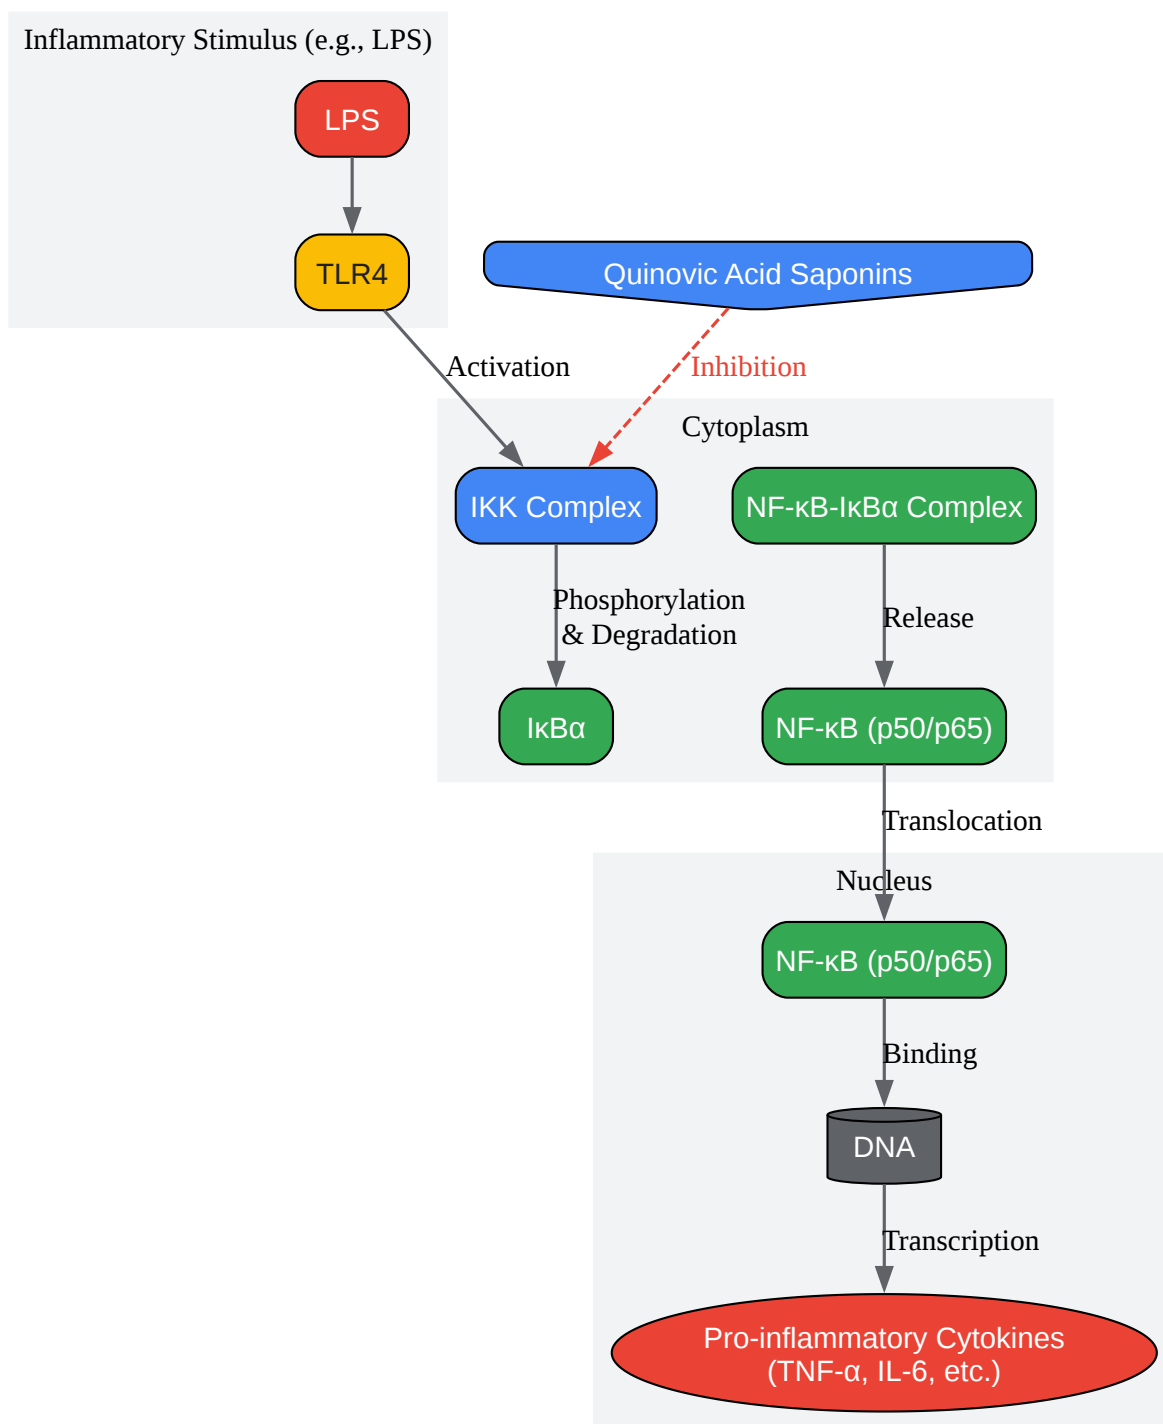 Inflammatory Stimulus (e.g., LPS)
LPS
TLR4
Quinovic Acid Saponins
Activation
Inhibition
Cytoplasm
IKK Complex
NF-κB-IκBα Complex
Phosphorylation
& Degradation
Release
IκBα
NF-κB (p50/p65)
Translocation
Nucleus
NF-κB (p50/p65)
Binding
DNA
Transcription
Pro-inflammatory Cytokines
(TNF-α, IL-6, etc.)